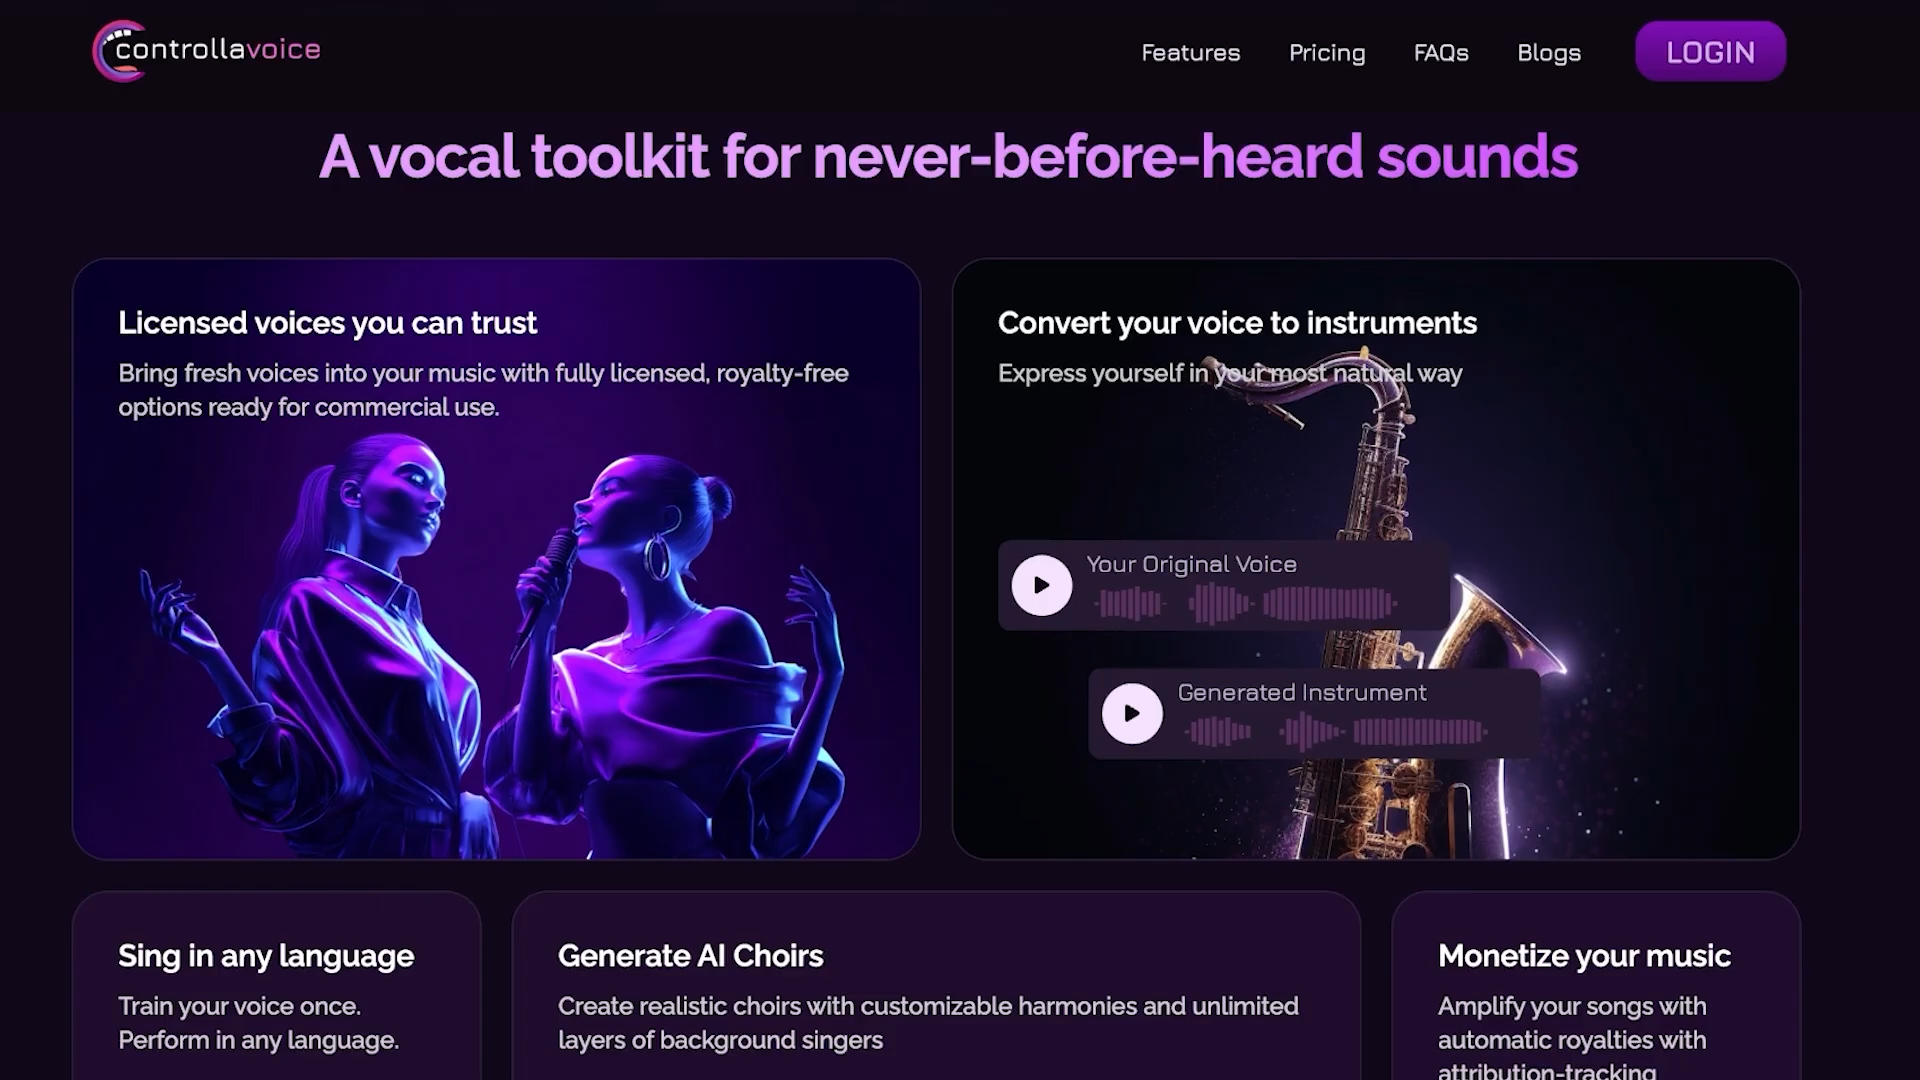 controllavoice
Features
Pricing
FAQs
Blogs
LOGIN
A vocal toolkit for never-before-heard sounds
Licensed voices you can trust
Bring fresh voices into your music with fully licensed, royalty-free
options ready for commercial use.
Convert your voice to instruments
Express yourself in your most natural way
Your Original Voice
Generated Instrument
Sing in any language
Train your voice once.
Perform in any language.
Generate AI Choirs
Create realistic choirs with customizable harmonies and unlimited
layers of background singers
Monetize your music
Amplify your songs with
automatic royalties with
attribution-tracking